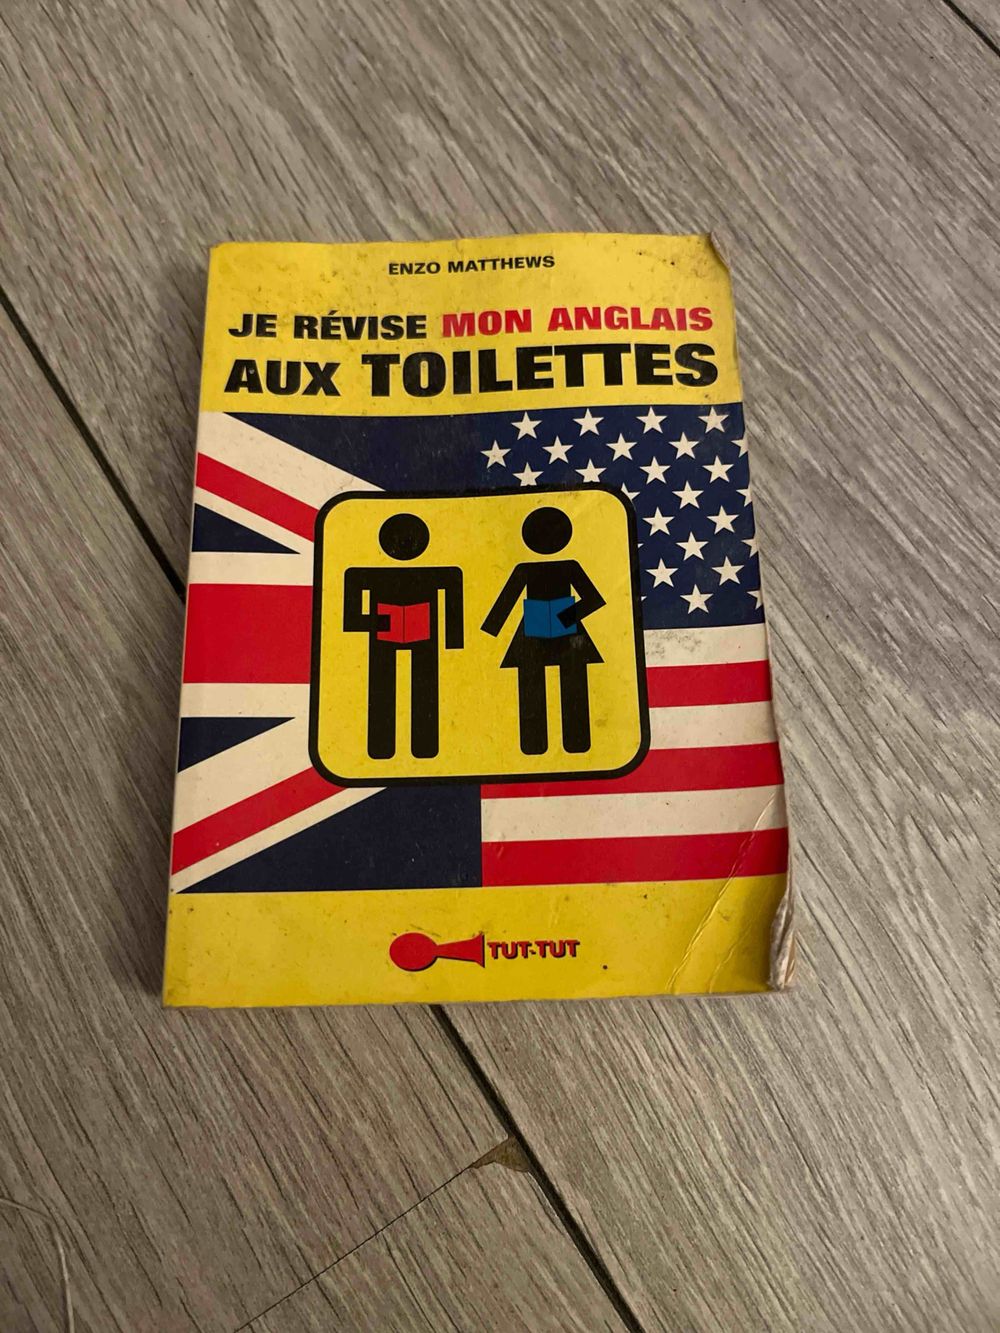 ENZO MATTHEWS
JE RÉVISE MON ANGLAIS
AUX TOILETTES
TUT-TUT